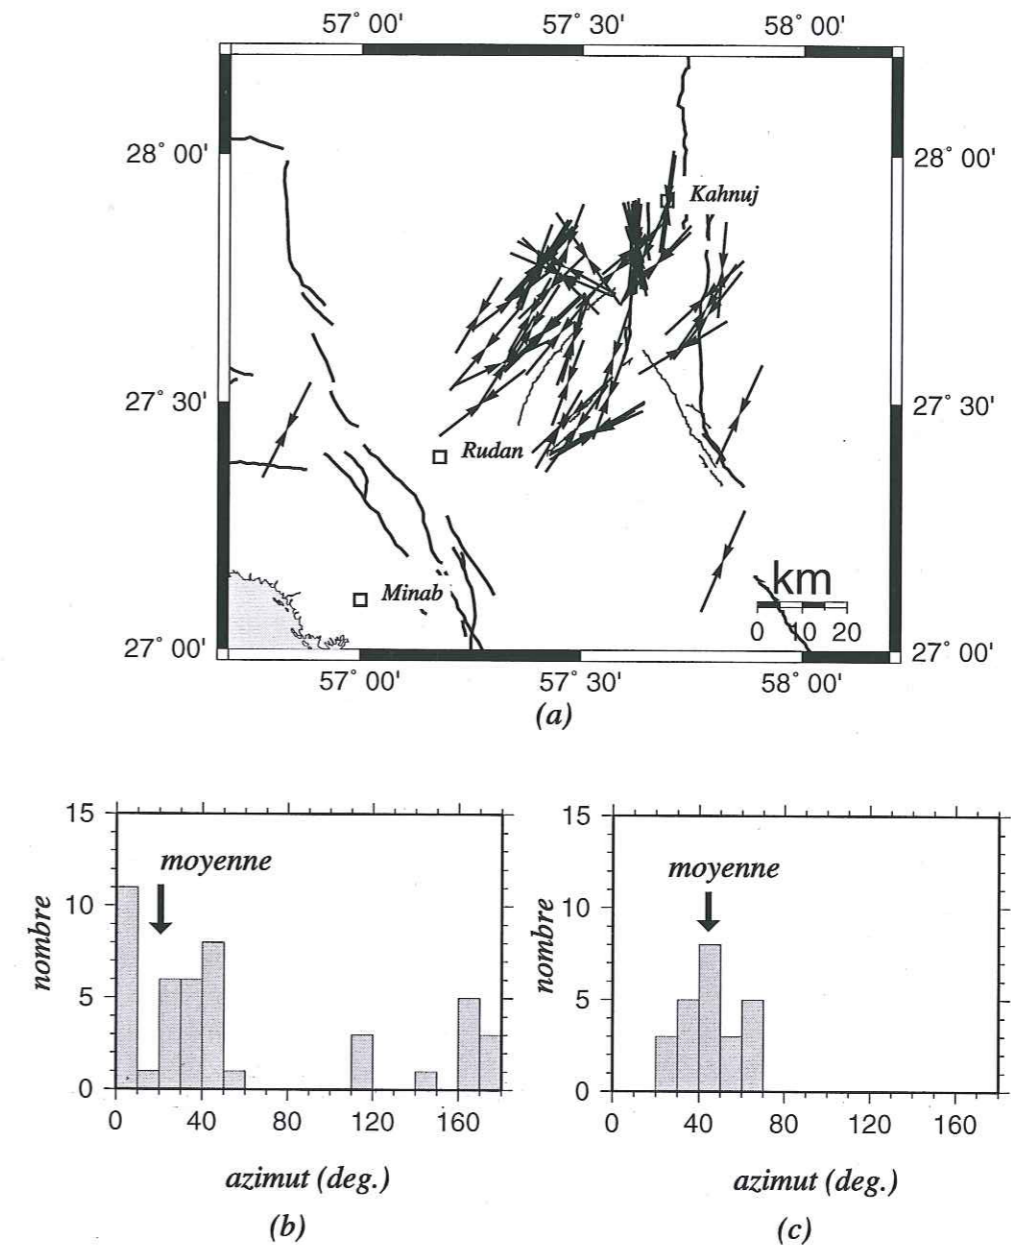 57° 00' 57° 30' 58° 00'
28° 00' 28° 00'
Kahnuj
27° 30' 27° 30'
Rudan
km
Minab
0 10 20
27° 00' 27° 00'
57° 00' 57° 30' 58° 00'
(a)
15 15
moyenne moyenne
10 10
nombre nombre
5 5
0 0
0 40 80 120 160 0 40 80 120 160
azimut (deg.) azimut (deg.)
(b) (c)